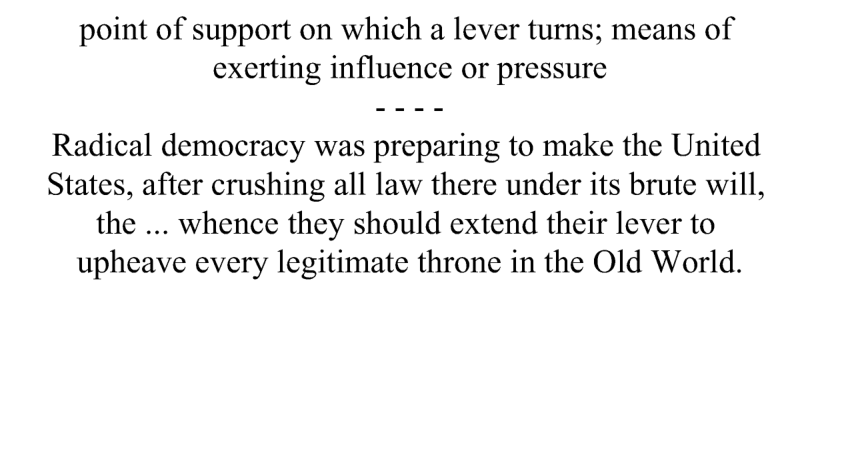 point of support on which a lever turns; means of
exerting influence or pressure
- - - -
Radical democracy was preparing to make the United
States, after crushing all law there under its brute will,
the ... whence they should extend their lever to
upheave every legitimate throne in the Old World.